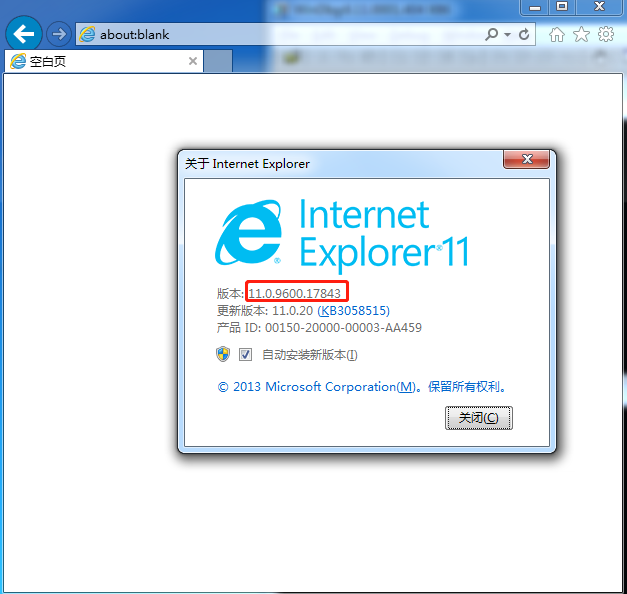 about:blank
空白页
关于 Internet Explorer
Internet
Explorer®11
版本: 11.0.9600.17843
更新版本: 11.0.20 (KB3058515)
产品 ID: 00150-20000-00003-AA459
自动安装新版本(I)
© 2013 Microsoft Corporation(M)。保留所有权利。
关闭(C)